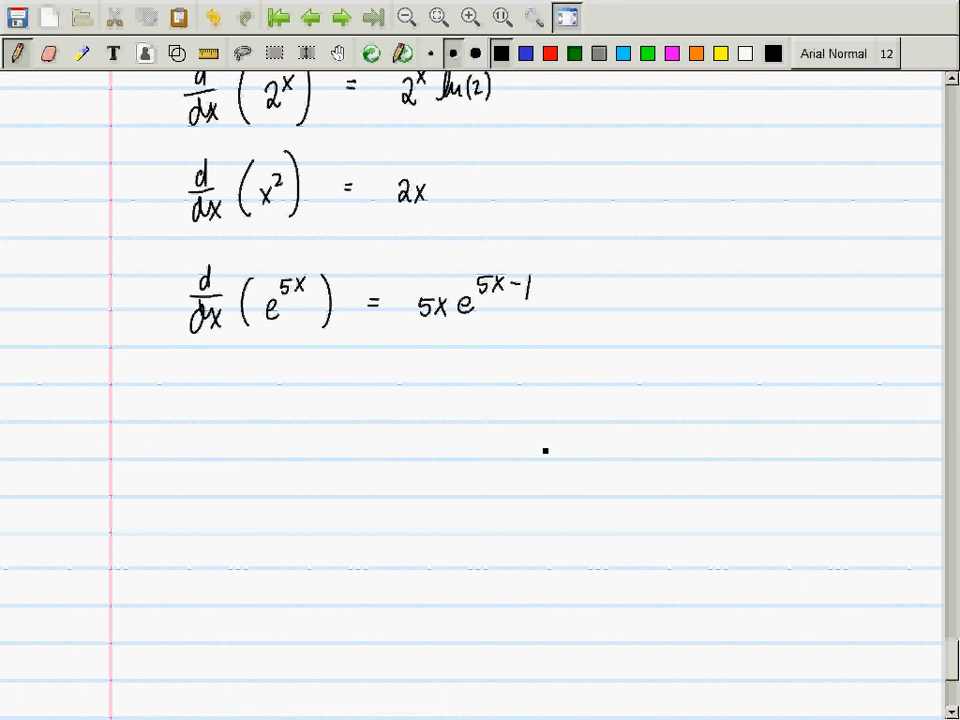 T Arial Normal 12
d/dx (2^x) = 2^x ln(2)
d/dx (x^2) = 2x
d/dx (e^{5x}) = 5x e^{5x-1}